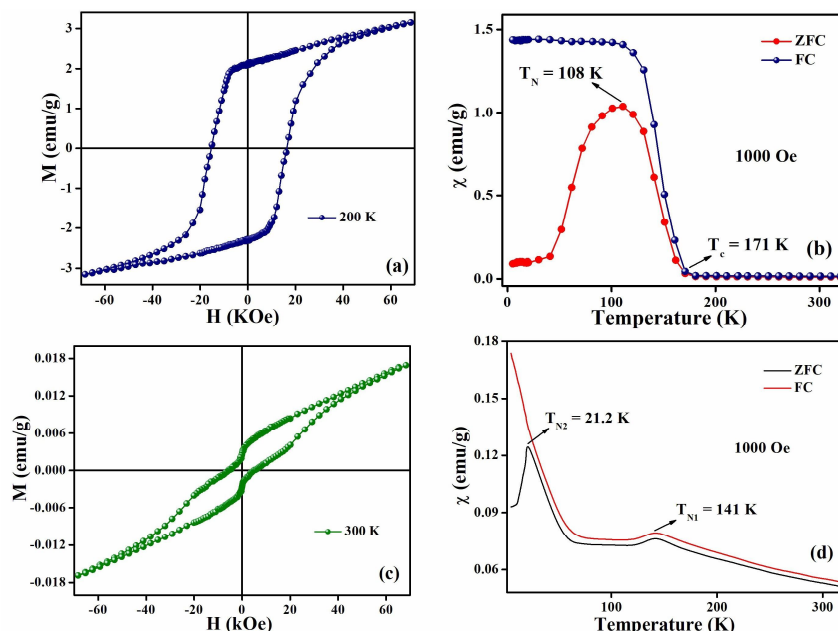 3
2
1
0
-1
-2
-3
M (emu/g)
200 K
(a)
-60 -40 -20 0 20 40 60
H (KOe)
1.5
1.0
0.5
0.0
χ (emu/g)
ZFC
FC
T_N = 108 K
1000 Oe
T_c = 171 K
(b)
0 100 200 300
Temperature (K)
0.018
0.012
0.006
0.000
-0.006
-0.012
-0.018
M (emu/g)
300 K
(c)
-60 -40 -20 0 20 40 60
H (kOe)
0.18
0.15
0.12
0.09
0.06
χ (emu/g)
ZFC
FC
T_N2 = 21.2 K
1000 Oe
T_N1 = 141 K
(d)
0 50 100 150 200 250 300
Temperature (K)